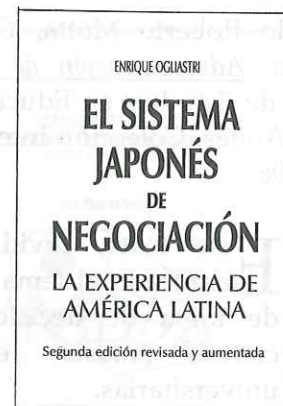 ENRIQUE OGLIASTRI
EL SISTEMA
JAPONÉS
DE
NEGOCIACIÓN
LA EXPERIENCIA DE
AMÉRICA LATINA
Segunda edición revisada y aumentada